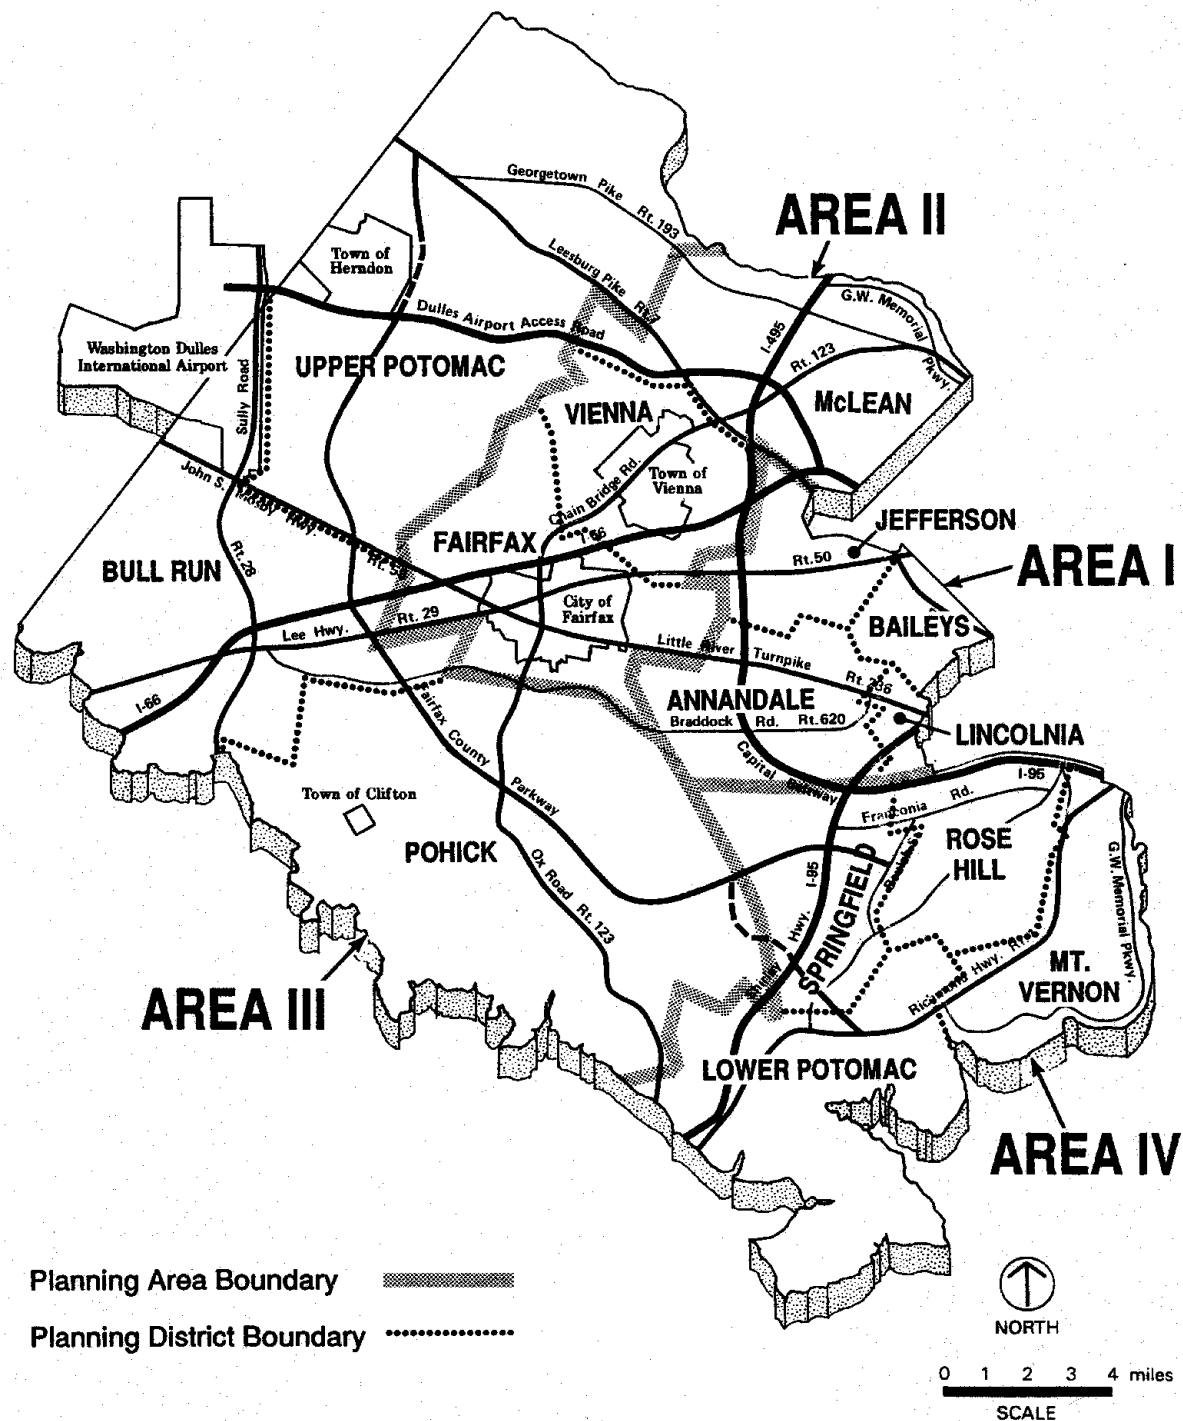 Georgetown Pike Rt. 193
AREA II
Town of
Herndon
Leesburg Pike Rt. 7
G.W. Memorial Pkwy.
Dulles Airport Access Road
I-495
Rt. 123
Washington Dulles
International Airport
UPPER POTOMAC
Sully Road
VIENNA
McLEAN
John S. Mosby Hwy.
Rt. 50
Town of
Vienna
Chain Bridge Rd.
JEFFERSON
FAIRFAX
I-66
Rt. 50
AREA I
BULL RUN
Rt. 28
City of
Fairfax
BAILEYS
Lee Hwy. Rt. 29
Little River Turnpike Rt. 236
ANNANDALE
I-66
Fairfax County Parkway
Braddock Rd. Rt. 620
LINCOLNIA
Capital Beltway
I-95
Town of Clifton
Franconia Rd.
POHICK
ROSE
HILL
Ox Road Rt. 123
I-95
SPRINGFIELD
G.W. Memorial Pkwy.
Shirley Hwy.
Richmond Hwy. Rt. 1
MT.
VERNON
AREA III
LOWER POTOMAC
AREA IV
Planning Area Boundary
Planning District Boundary
NORTH
0 1 2 3 4 miles
SCALE